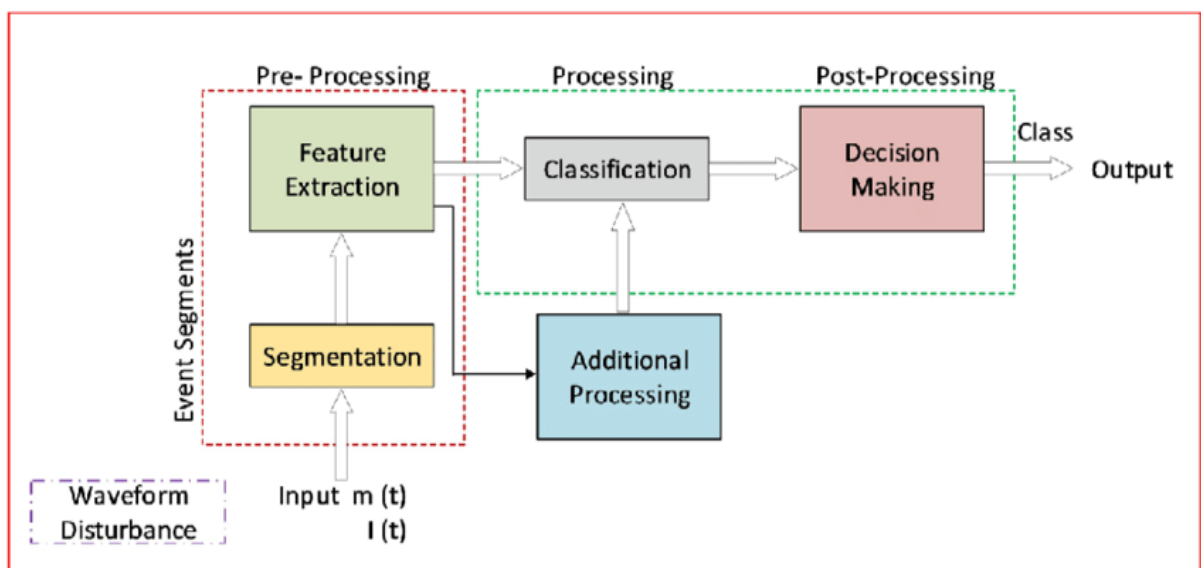 Pre- Processing
Processing
Post-Processing
Feature
Extraction
Classification
Decision
Making
Class
Output
Event Segments
Segmentation
Additional
Processing
Waveform
Disturbance
Input m (t)
I (t)